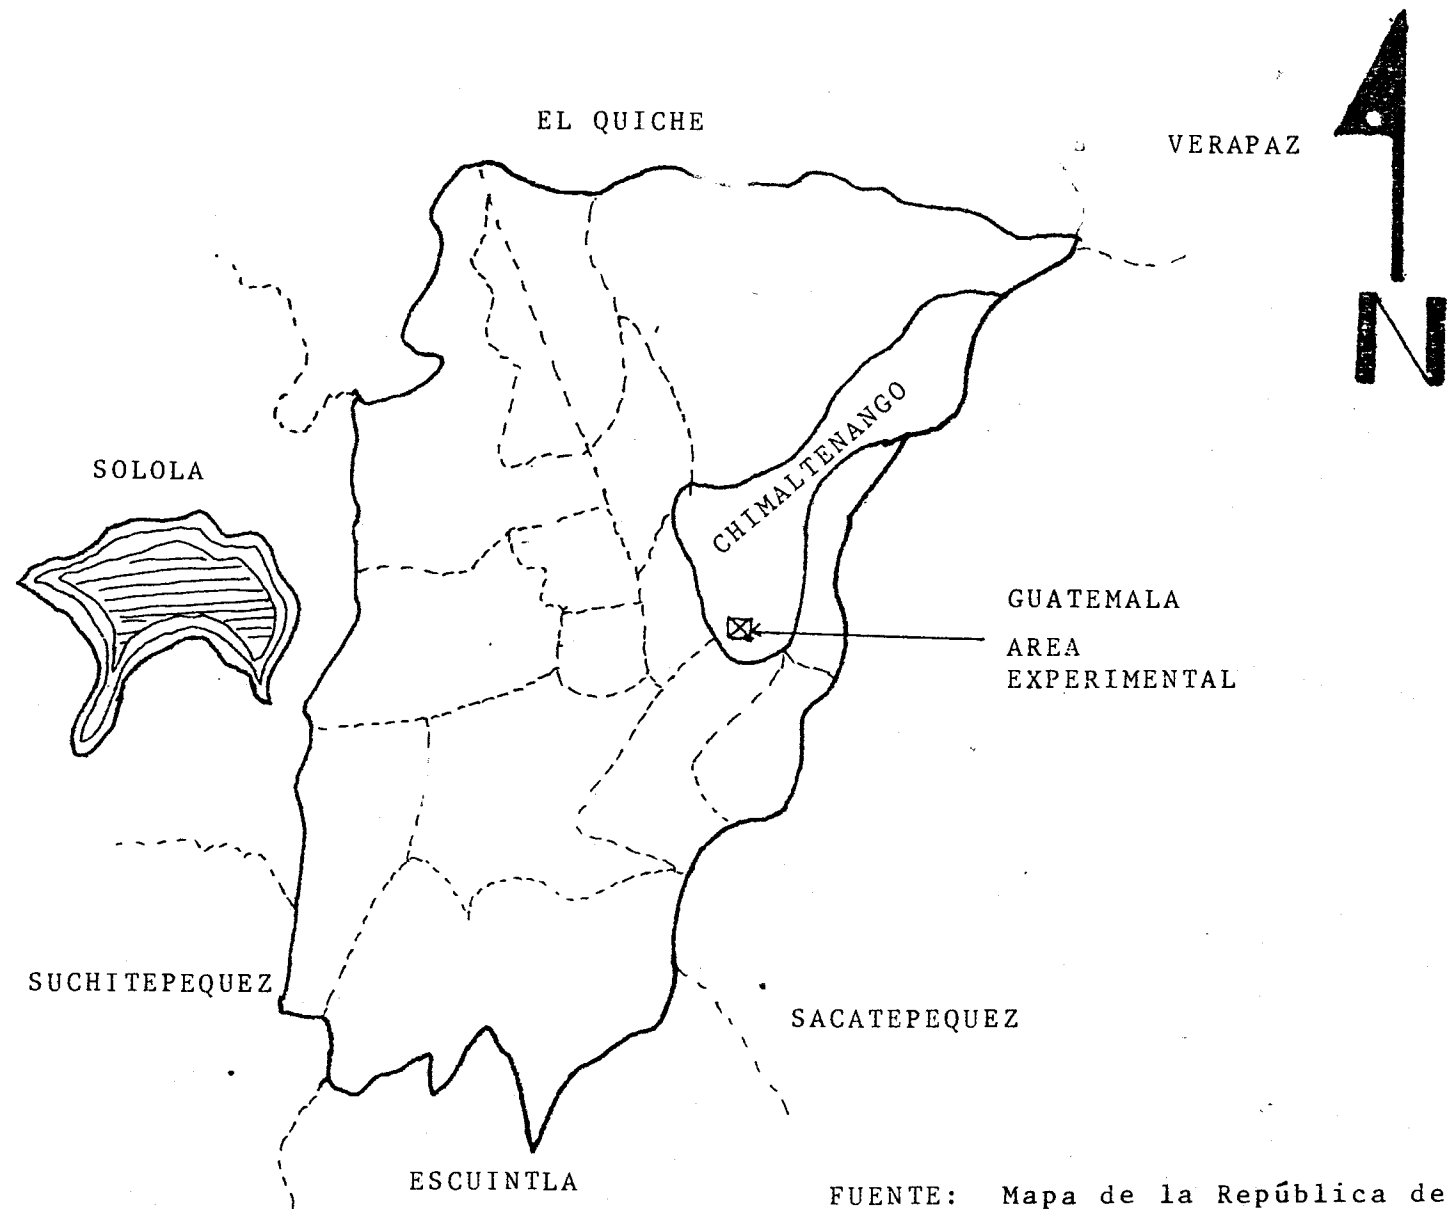 EL QUICHE
VERAPAZ
N
CHIMALTENANGO
SOLOLA
GUATEMALA
AREA
EXPERIMENTAL
SUCHITEPEQUEZ
SACATEPEQUEZ
ESCUINTLA
FUENTE: Mapa de la República de